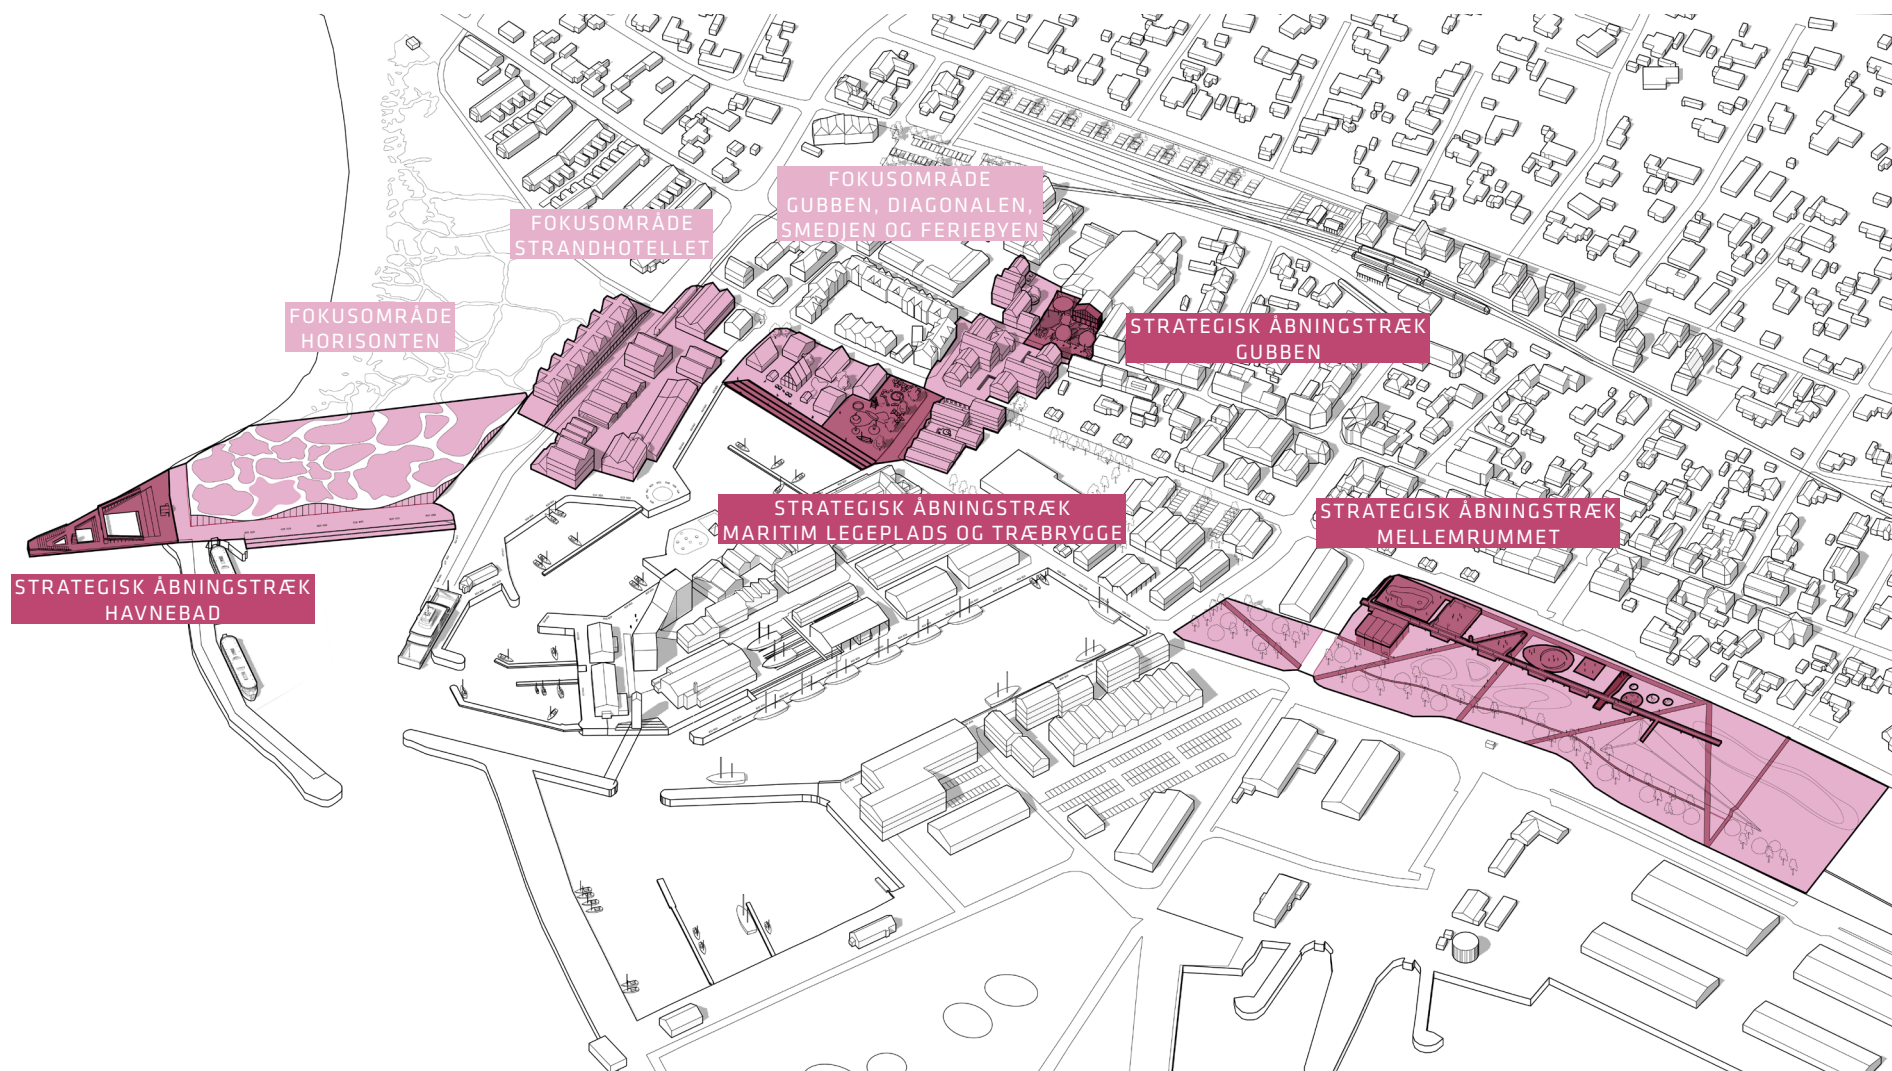 FOKUSOMRÅDE
GUBBEN, DIAGONALEN,
SMEDJEN OG FERIEBYEN
FOKUSOMRÅDE
STRANDHOTELLET
FOKUSOMRÅDE
HORISONTEN
STRATEGISK ÅBNINGSTRÆK
GUBBEN
STRATEGISK ÅBNINGSTRÆK
MARITIM LEGEPLADS OG TRÆBRYGGE
STRATEGISK ÅBNINGSTRÆK
MELLEMRUMMET
STRATEGISK ÅBNINGSTRÆK
HAVNEBAD